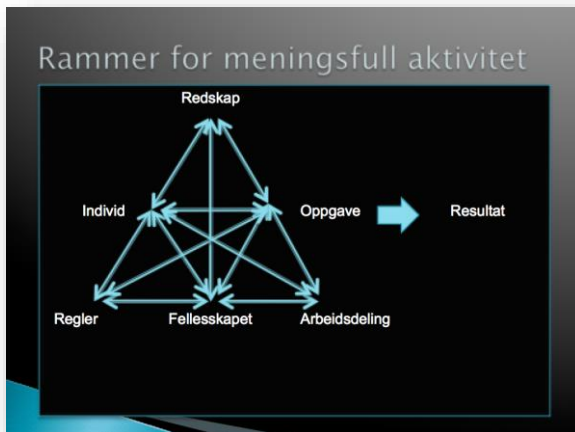 Rammer for meningsfull aktivitet
Redskap
Individ
Oppgave
Resultat
Regler
Fellesskapet
Arbeidsdeling